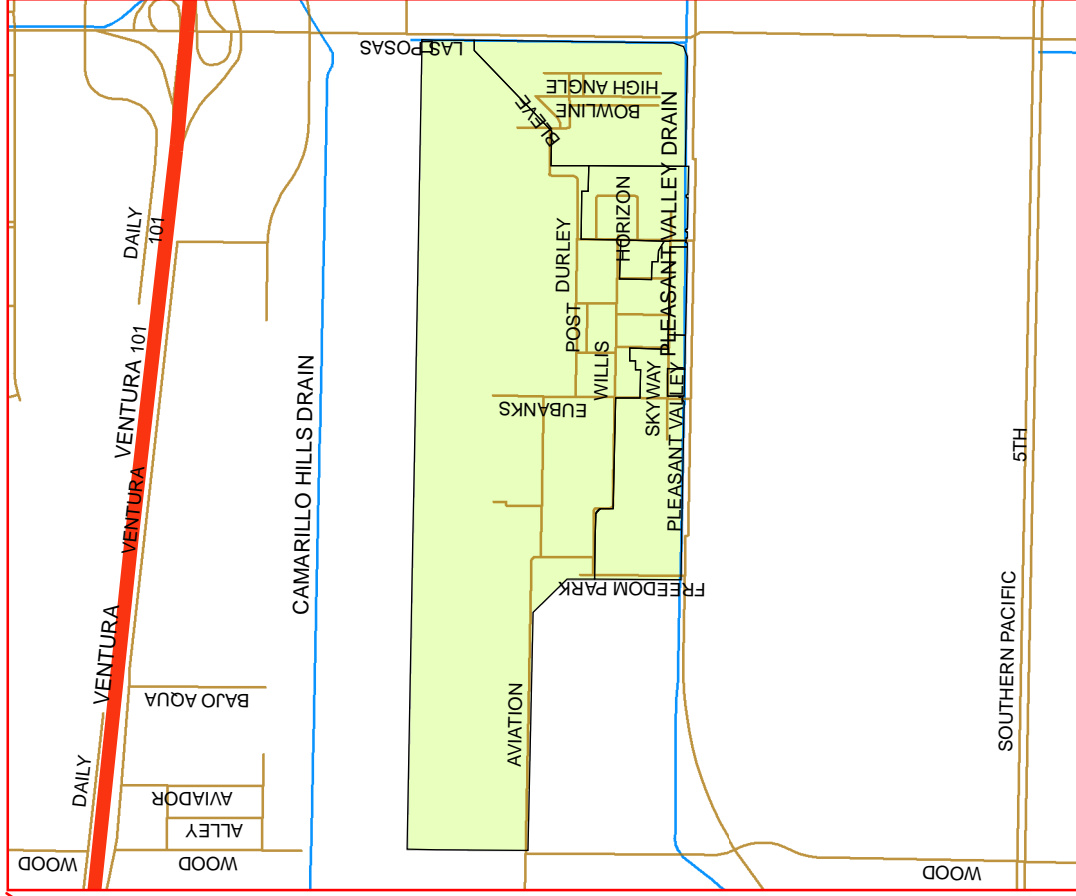 LAS POSAS
HIGH ANGLE
BOWLINE
BLEVE
PLEASANT VALLEY DRAIN
DAILY
101
HORIZON
DURLEY
POST
VENTURA 101
WILLIS
SKYWAY
EUBANKS
PLEASANT VALLEY
CAMARILLO HILLS DRAIN
5TH
VENTURA
FREEDOM PARK
VENTURA
SOUTHERN PACIFIC
BAJO AQUA
AVIATION
DAILY
AVIADOR
ALLEY
WOOD
WOOD
WOOD